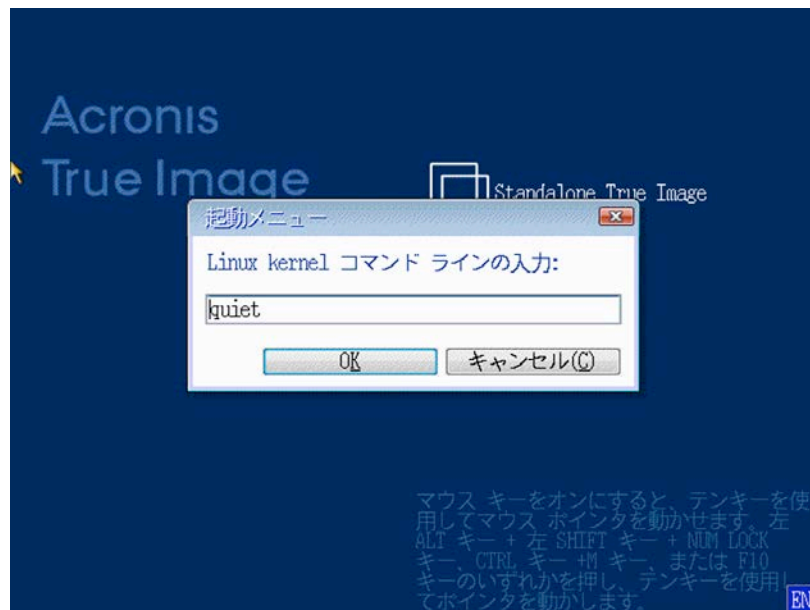 Acronis
True Image
Standalone True Image
起動メニュー
Linux kernel コマンド ラインの入力:
quiet
OK
キャンセル(C)
マウス キーをオンにすると、テンキーを使
用してマウス ポインタを動かせます。左
ALT キー + 左 SHIFT キー + NUM LOCK
キー、CTRL キー +M キー、または F10
キーのいずれかを押し、テンキーを使用し
てポインタを動かします。
EN